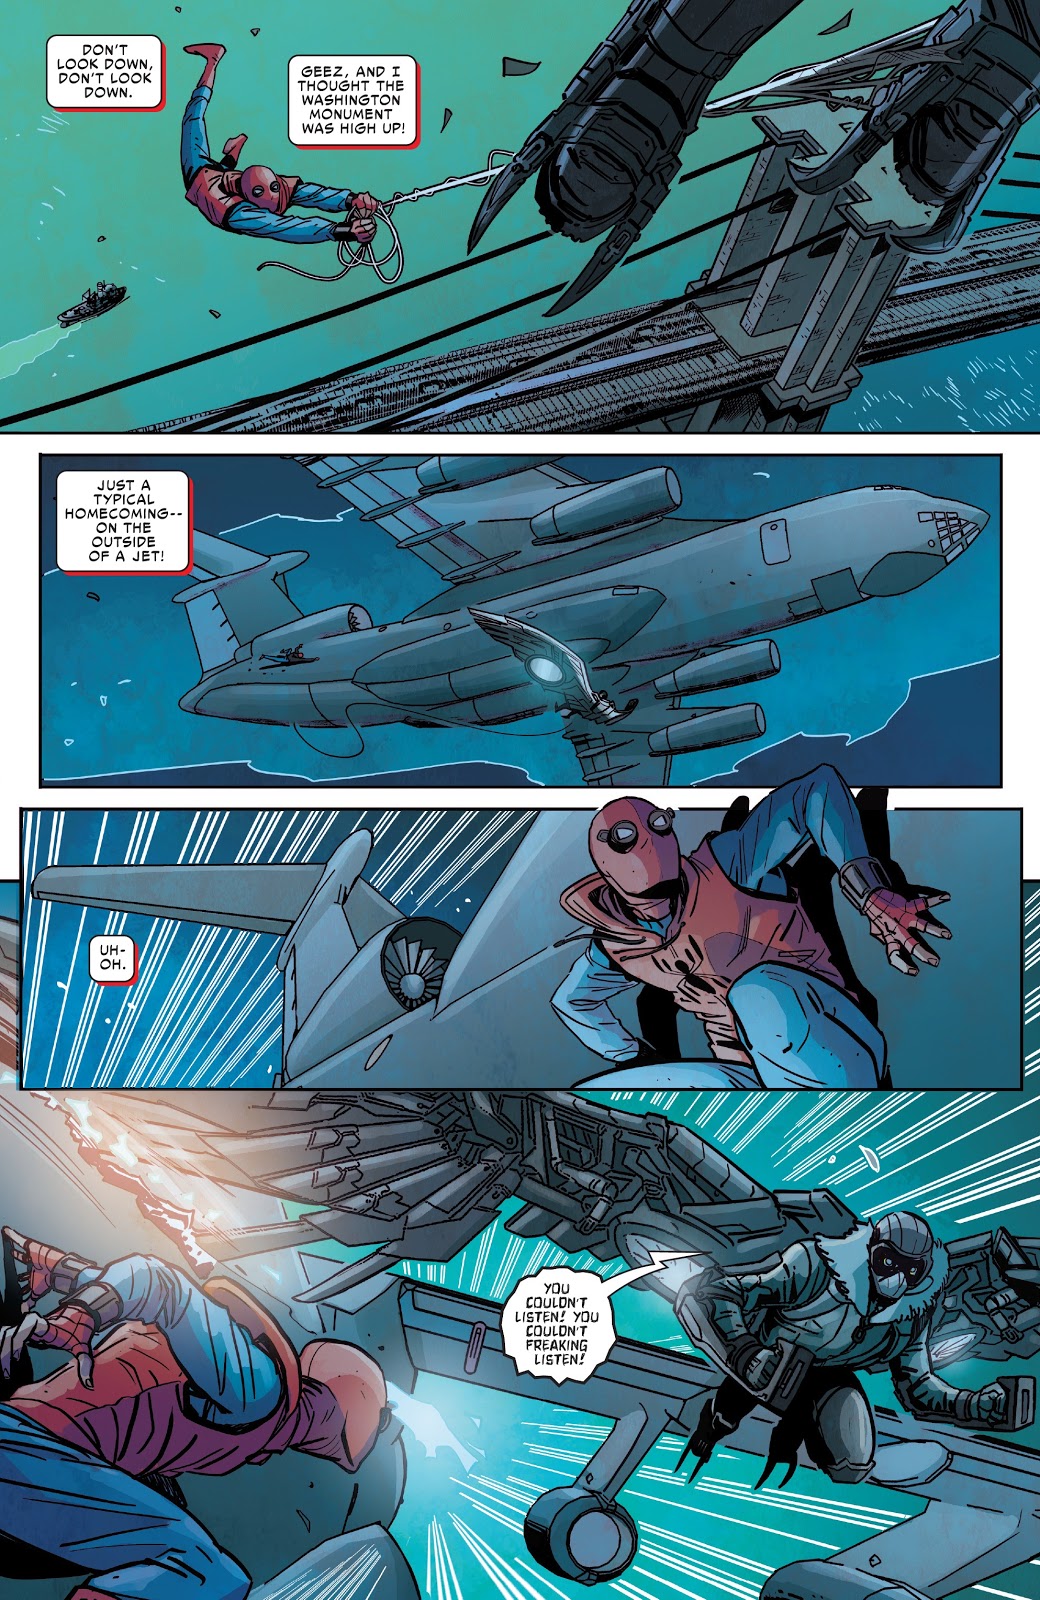 DON'T
LOOK DOWN,
DON'T LOOK
DOWN.
GEEZ, AND I
THOUGHT THE
WASHINGTON
MONUMENT
WAS HIGH UP!
JUST A
TYPICAL
HOMECOMING--
ON THE
OUTSIDE
OF A JET!
UH-
OH.
YOU
COULDN'T
LISTEN! YOU
COULDN'T
FREAKING
LISTEN!